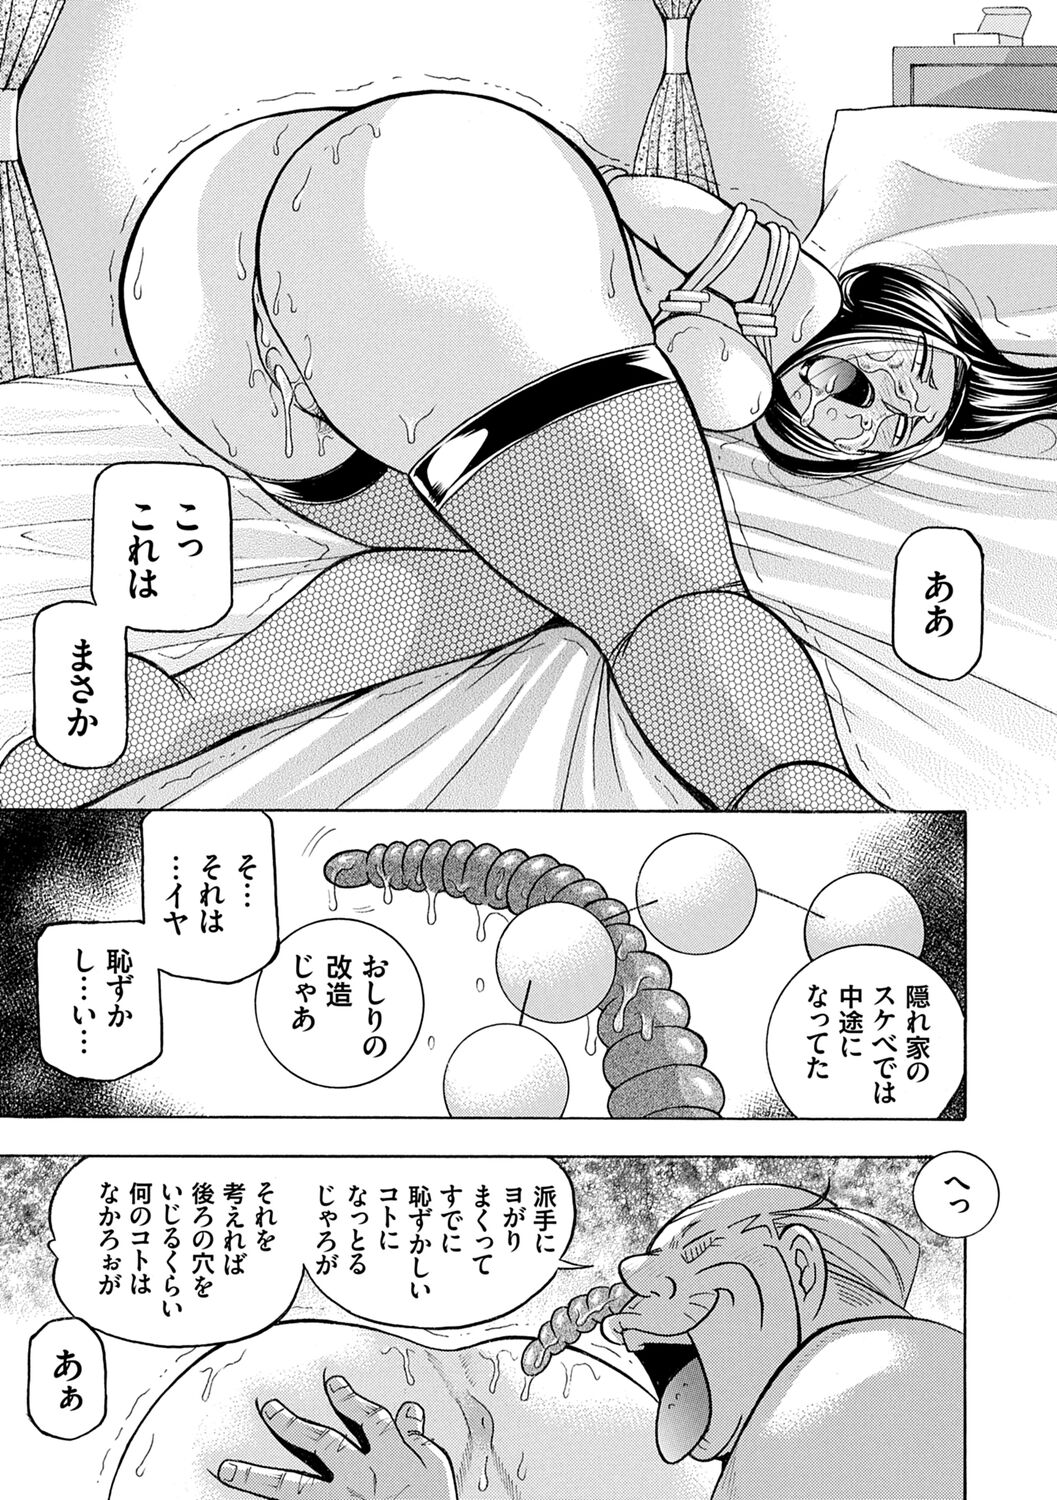 ああ
こっ
これは
まさか
隠れ家の
スケベでは
中途に
なってた
おしりの
改造
じゃあ
そ…
それは
…イヤ
恥ずか
し…い…
へっ
派手に
ヨがり
まくって
すでに
恥ずかしい
コトに
なっとる
じゃろが
それを
考えれば
後ろの穴を
いじるくらい
何のコトは
なかろぉが
あぁ